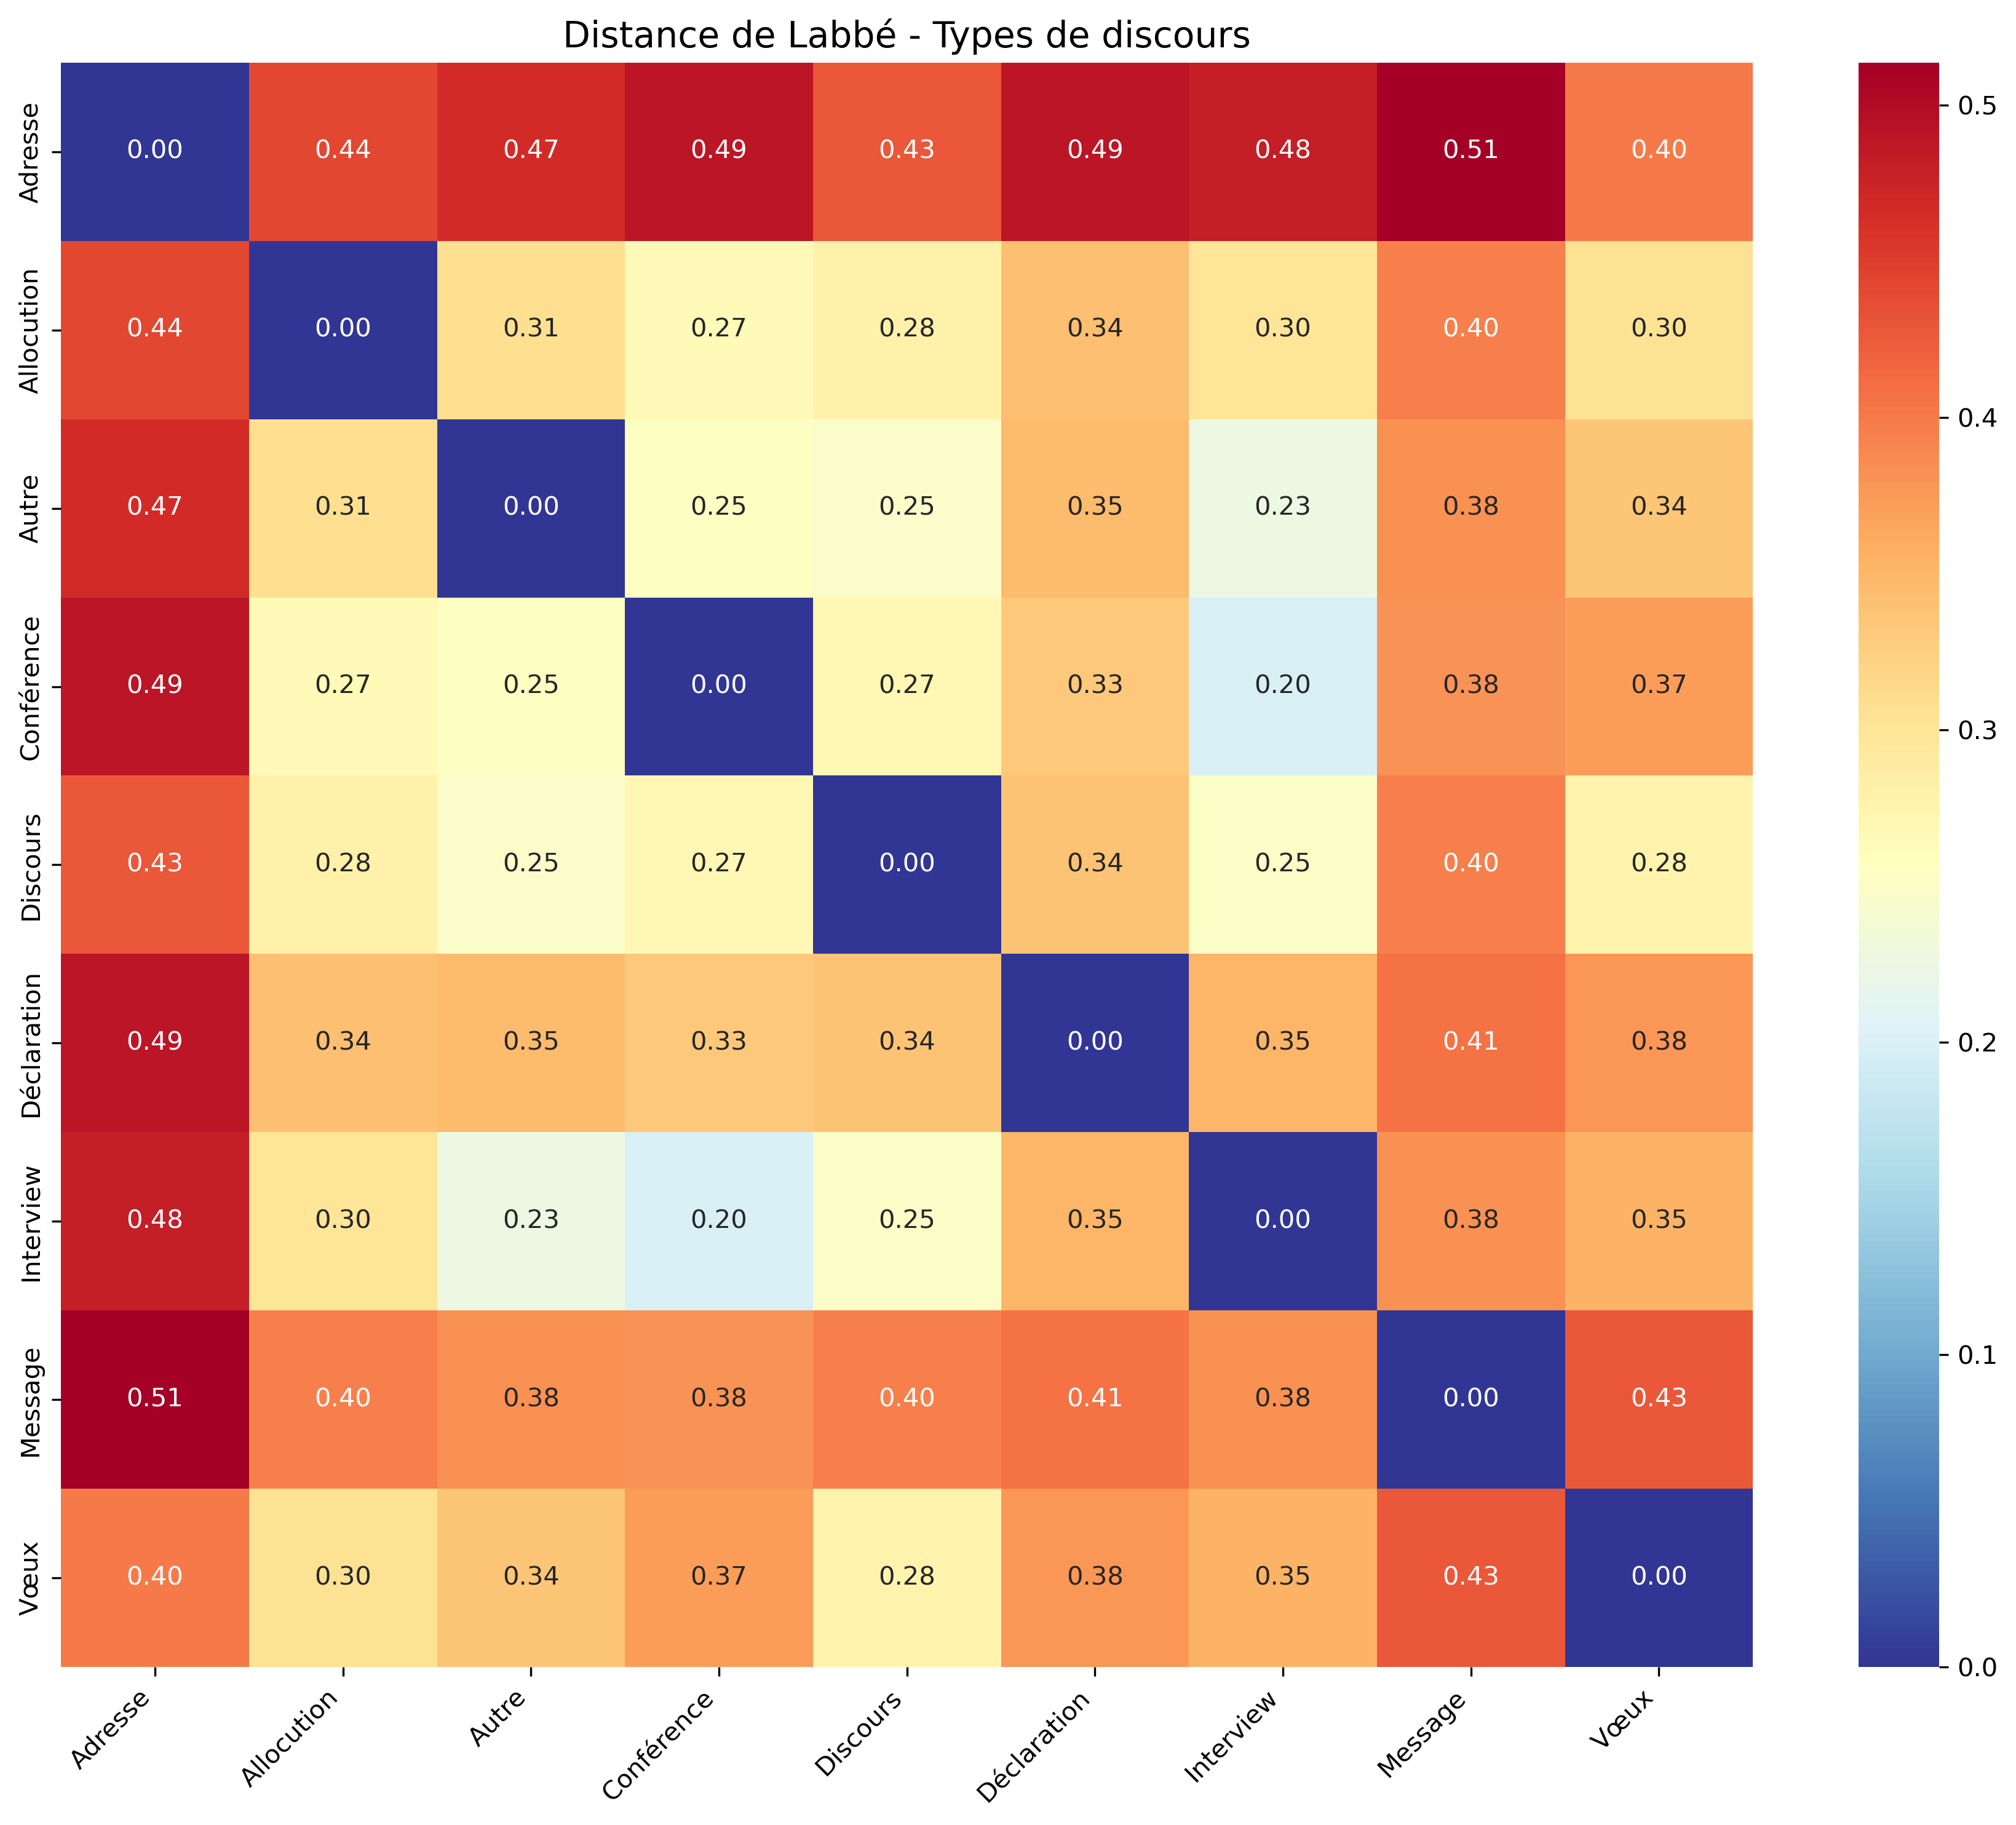 Distance de Labbé - Types de discours
Adresse 0.00 0.44 0.47 0.49 0.43 0.49 0.48 0.51 0.40
Allocution 0.44 0.00 0.31 0.27 0.28 0.34 0.30 0.40 0.30
Autre 0.47 0.31 0.00 0.25 0.25 0.35 0.23 0.38 0.34
Conférence 0.49 0.27 0.25 0.00 0.27 0.33 0.20 0.38 0.37
Discours 0.43 0.28 0.25 0.27 0.00 0.34 0.25 0.40 0.28
Déclaration 0.49 0.34 0.35 0.33 0.34 0.00 0.35 0.41 0.38
Interview 0.48 0.30 0.23 0.20 0.25 0.35 0.00 0.38 0.35
Message 0.51 0.40 0.38 0.38 0.40 0.41 0.38 0.00 0.43
Vœux 0.40 0.30 0.34 0.37 0.28 0.38 0.35 0.43 0.00
Adresse Allocution Autre Conférence Discours Déclaration Interview Message Vœux
0.5
0.4
0.3
0.2
0.1
0.0